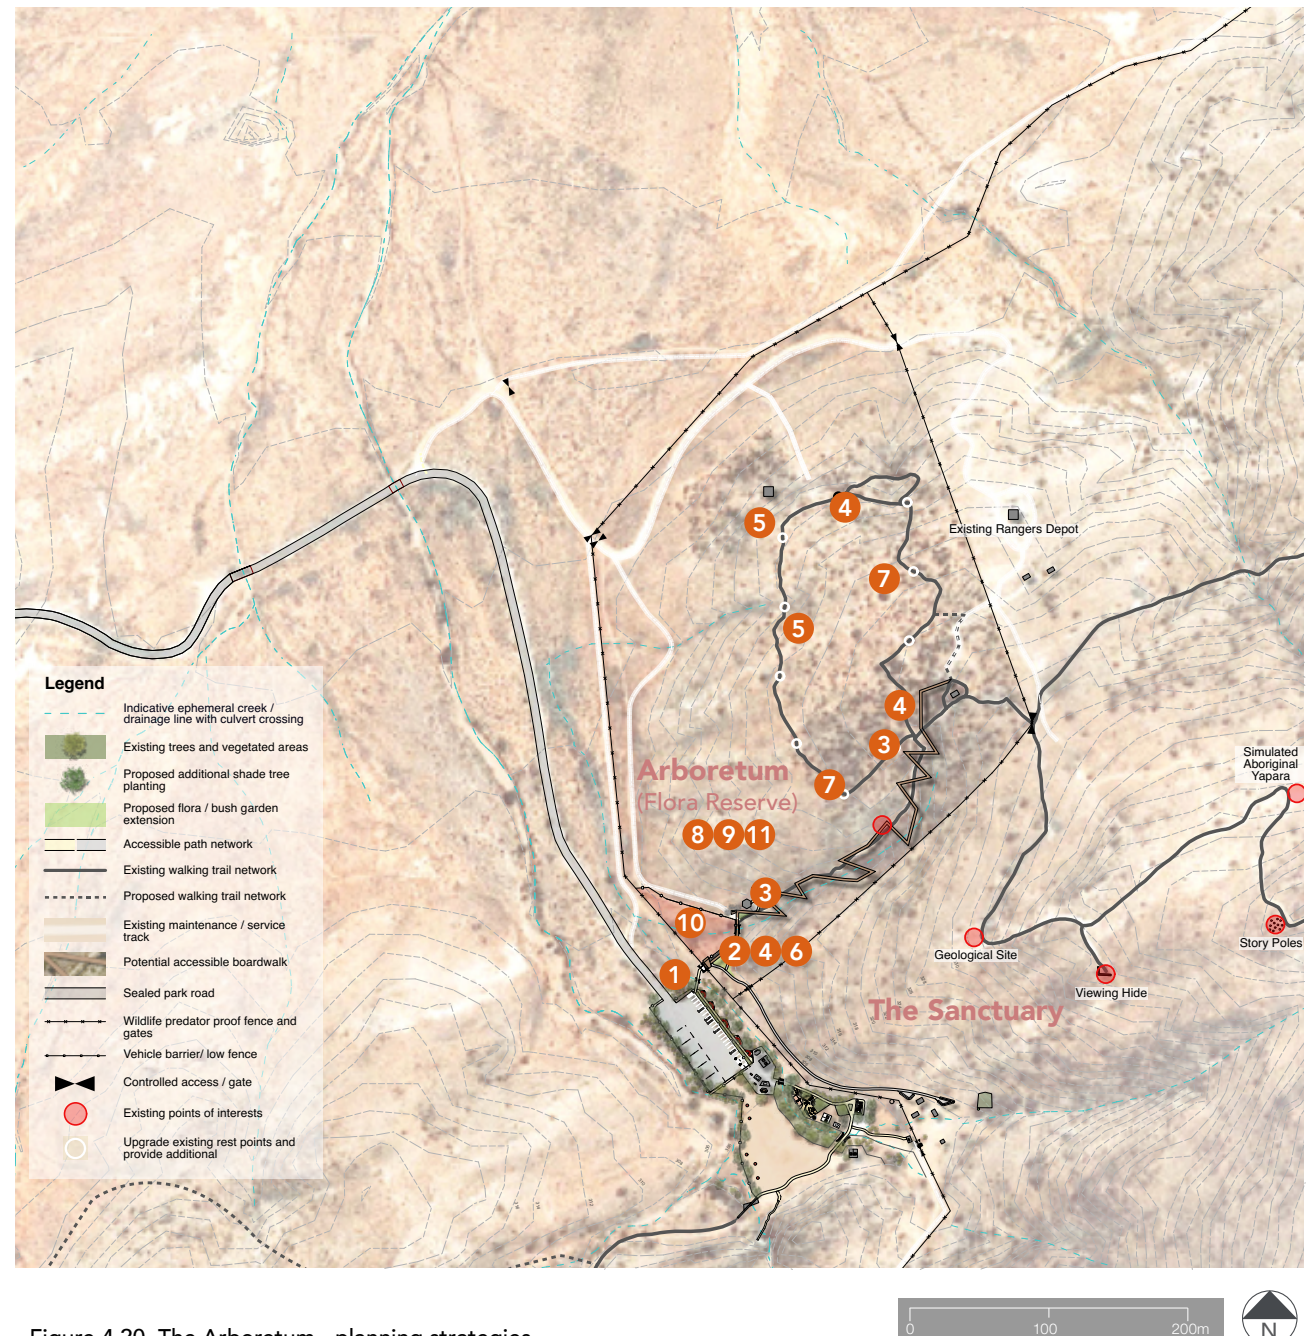 Existing Rangers Depot
5
4
7
5
4
3
7
Arboretum
(Flora Reserve)
8 9 11
3
10
2 4 6
1
Simulated
Aboriginal
Yapara
Story Poles
Geological Site
Viewing Hide
The Sanctuary
Legend
Indicative ephemeral creek /
drainage line with culvert crossing
Existing trees and vegetated areas
Proposed additional shade tree
planting
Proposed flora / bush garden
extension
Accessible path network
Existing walking trail network
Proposed walking trail network
Existing maintenance / service
track
Potential accessible boardwalk
Sealed park road
Wildlife predator proof fence and
gates
Vehicle barrier/ low fence
Controlled access / gate
Existing points of interests
Upgrade existing rest points and
provide additional
0 100 200m
N